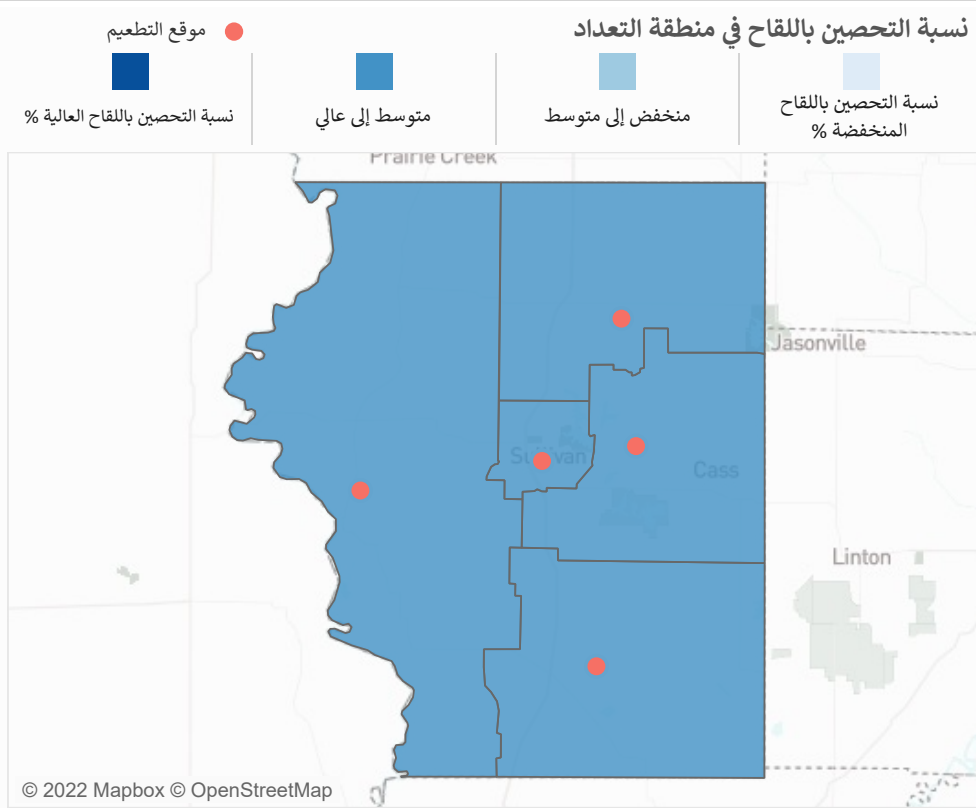 نسبة التحصين باللقاح في منطقة التعداد
موقع التطعيم
نسبة التحصين باللقاح
المنخفضة %
منخفض إلى متوسط
متوسط إلى عالي
نسبة التحصين باللقاح العالية %
Prairie Creek
Jasonville
Sullivan
Cass
Linton
© 2022 Mapbox © OpenStreetMap